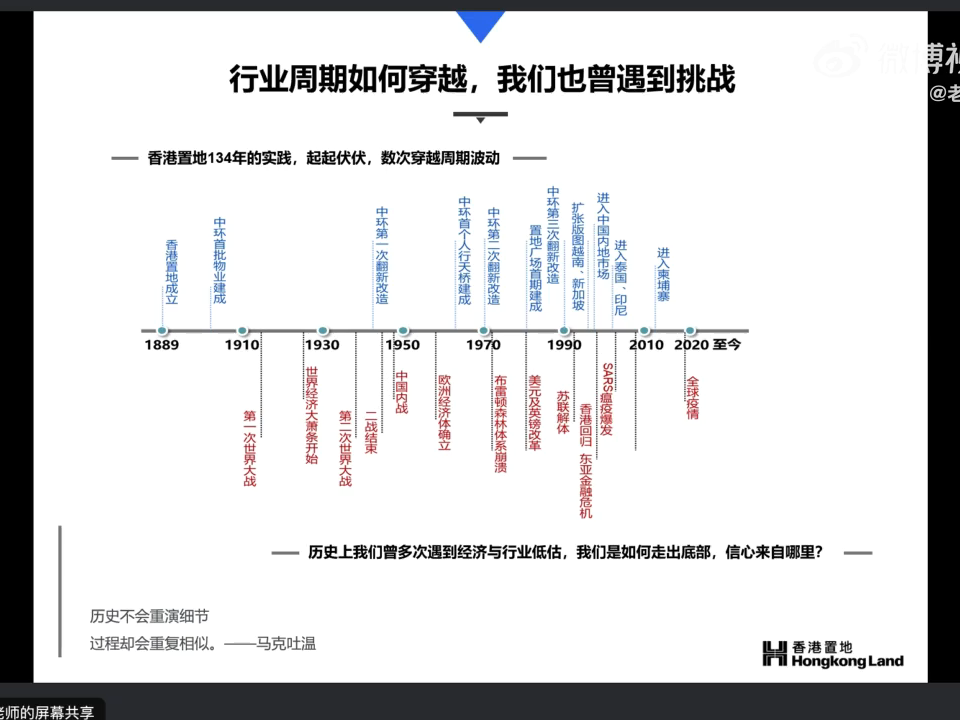 微博视
@老
行业周期如何穿越，我们也曾遇到挑战
香港置地134年的实践，起起伏伏，数次穿越周期波动
香港置地成立
中环首批物业建成
中环第一次翻新改造
中环首个人行天桥建成
中环第二次翻新改造
置地广场首期建成
中环第三次翻新改造
扩张版图越南、新加坡
进入中国内地市场
进入泰国、印尼
进入柬埔寨
1889
1910
1930
1950
1970
1990
2010
2020 至今
第一次世界大战
世界经济大萧条开始
第二次世界大战
二战结束
中国内战
欧洲经济体确立
布雷顿森林体系崩溃
美元及英镑改革
苏联解体
香港回归 东亚金融危机
SARS瘟疫爆发
全球疫情
历史上我们曾多次遇到经济与行业低估，我们是如何走出底部，信心来自哪里？
历史不会重演细节
过程却会重复相似。——马克吐温
香港置地
Hongkong Land
老师的屏幕共享